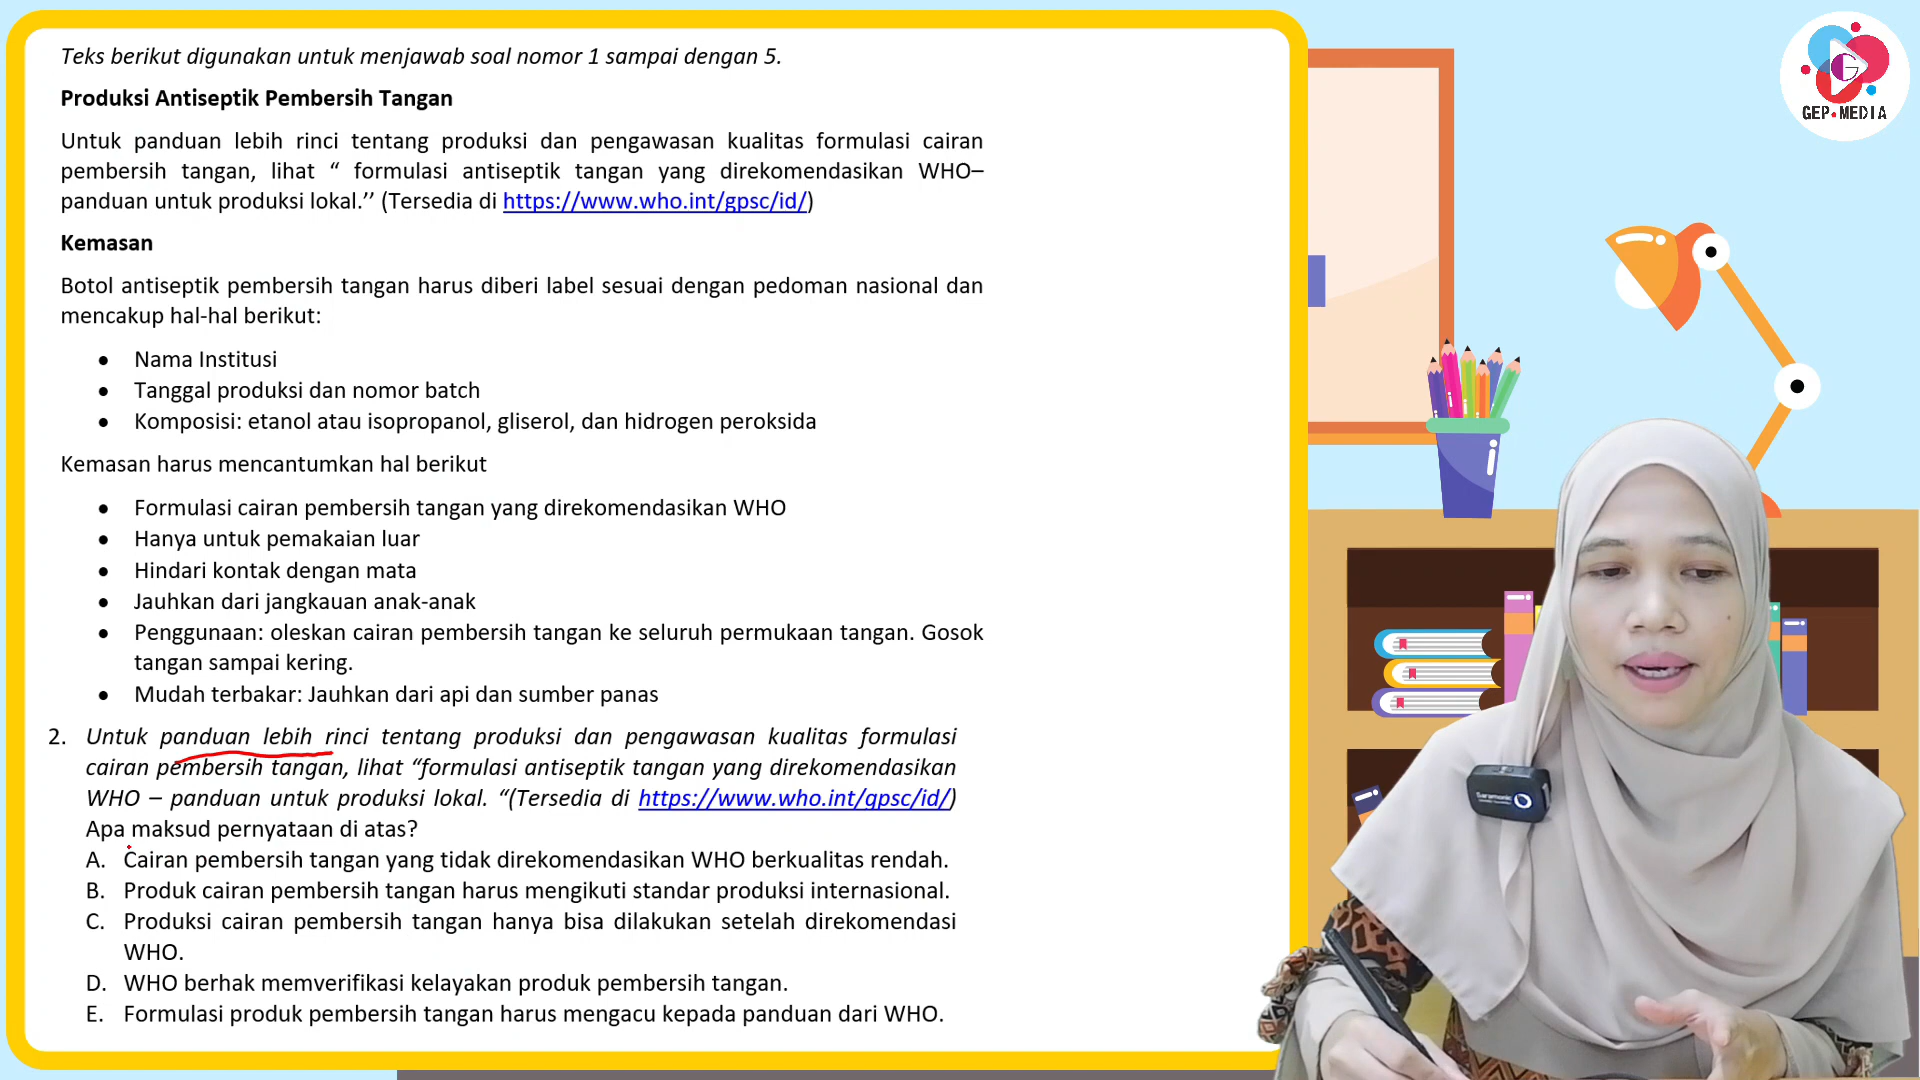 Teks berikut digunakan untuk menjawab soal nomor 1 sampai dengan 5.
Produksi Antiseptik Pembersih Tangan
Untuk panduan lebih rinci tentang produksi dan pengawasan kualitas formulasi cairan
pembersih tangan, lihat “ formulasi antiseptik tangan yang direkomendasikan WHO–
panduan untuk produksi lokal.’’ (Tersedia di https://www.who.int/gpsc/id/)
Kemasan
Botol antiseptik pembersih tangan harus diberi label sesuai dengan pedoman nasional dan
mencakup hal-hal berikut:
• Nama Institusi
• Tanggal produksi dan nomor batch
• Komposisi: etanol atau isopropanol, gliserol, dan hidrogen peroksida
Kemasan harus mencantumkan hal berikut
• Formulasi cairan pembersih tangan yang direkomendasikan WHO
• Hanya untuk pemakaian luar
• Hindari kontak dengan mata
• Jauhkan dari jangkauan anak-anak
• Penggunaan: oleskan cairan pembersih tangan ke seluruh permukaan tangan. Gosok
tangan sampai kering.
• Mudah terbakar: Jauhkan dari api dan sumber panas
2. Untuk panduan lebih rinci tentang produksi dan pengawasan kualitas formulasi
cairan pembersih tangan, lihat “formulasi antiseptik tangan yang direkomendasikan
WHO – panduan untuk produksi lokal. “(Tersedia di https://www.who.int/gpsc/id/)
Apa maksud pernyataan di atas?
A. Cairan pembersih tangan yang tidak direkomendasikan WHO berkualitas rendah.
B. Produk cairan pembersih tangan harus mengikuti standar produksi internasional.
C. Produksi cairan pembersih tangan hanya bisa dilakukan setelah direkomendasi
WHO.
D. WHO berhak memverifikasi kelayakan produk pembersih tangan.
E. Formulasi produk pembersih tangan harus mengacu kepada panduan dari WHO.
G
GEP•MEDIA
Saramonic